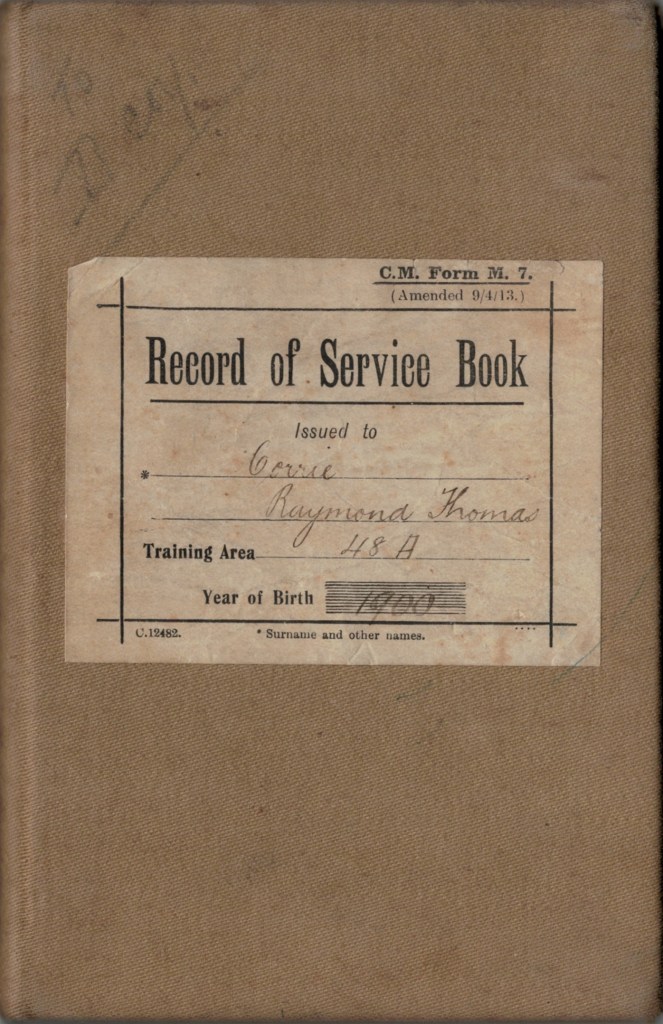 C.M. Form M. 7.
(Amended 9/4/13.)
Record of Service Book
Issued to
* Corrie
Raymond Thomas
Training Area 48 A
Year of Birth 1900
C.12482.
* Surname and other names.